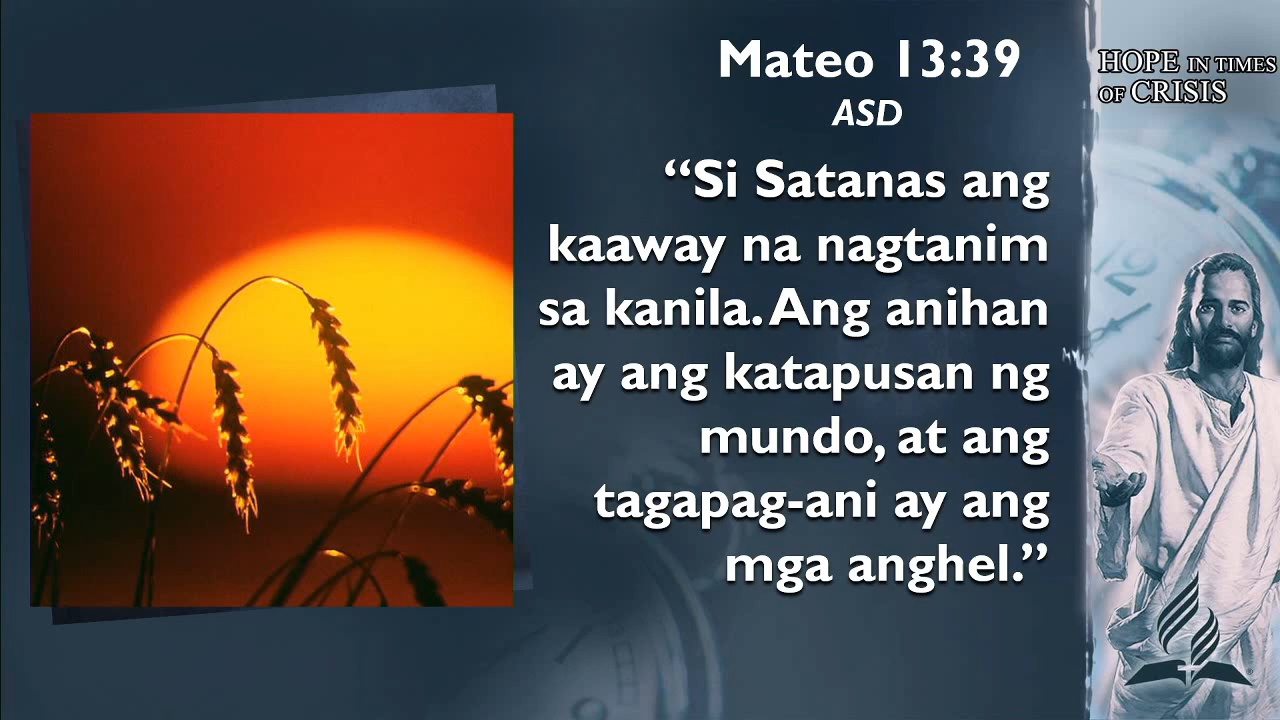 Mateo 13:39
ASD
“Si Satanas ang
kaaway na nagtanim
sa kanila. Ang anihan
ay ang katapusan ng
mundo, at ang
tagapag-ani ay ang
mga anghel.”
HOPE IN TIMES
OF CRISIS